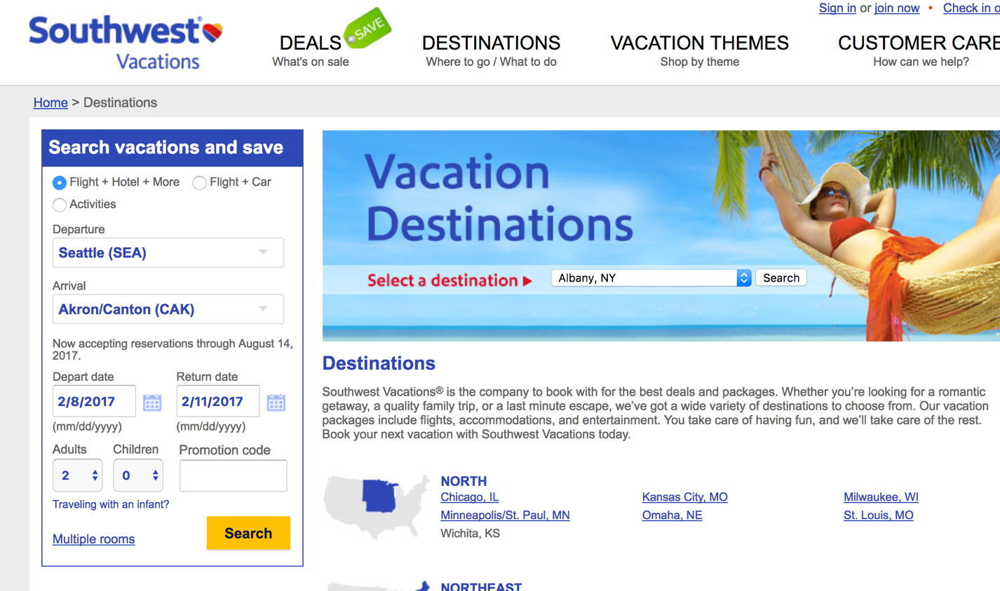 Sign in or join now • Check in o
Southwest®
Vacations
DEALS
SAVE
What's on sale
DESTINATIONS
Where to go / What to do
VACATION THEMES
Shop by theme
CUSTOMER CARE
How can we help?
Home > Destinations
Search vacations and save
Flight + Hotel + More
Flight + Car
Activities
Departure
Seattle (SEA)
Arrival
Akron/Canton (CAK)
Now accepting reservations through August 14,
2017.
Depart date
Return date
2/8/2017
2/11/2017
(mm/dd/yyyy)
(mm/dd/yyyy)
Adults
Children
Promotion code
2
0
Traveling with an infant?
Multiple rooms
Search
Vacation
Destinations
Select a destination ▸
Albany, NY
Search
Destinations
Southwest Vacations® is the company to book with for the best deals and packages. Whether you’re looking for a romantic
getaway, a quality family trip, or a last minute escape, we’ve got a wide variety of destinations to choose from. Our vacation
packages include flights, accommodations, and entertainment. You take care of having fun, and we’ll take care of the rest.
Book your next vacation with Southwest Vacations today.
NORTH
Chicago, IL
Kansas City, MO
Milwaukee, WI
Minneapolis/St. Paul, MN
Omaha, NE
St. Louis, MO
Wichita, KS
NORTHEAST